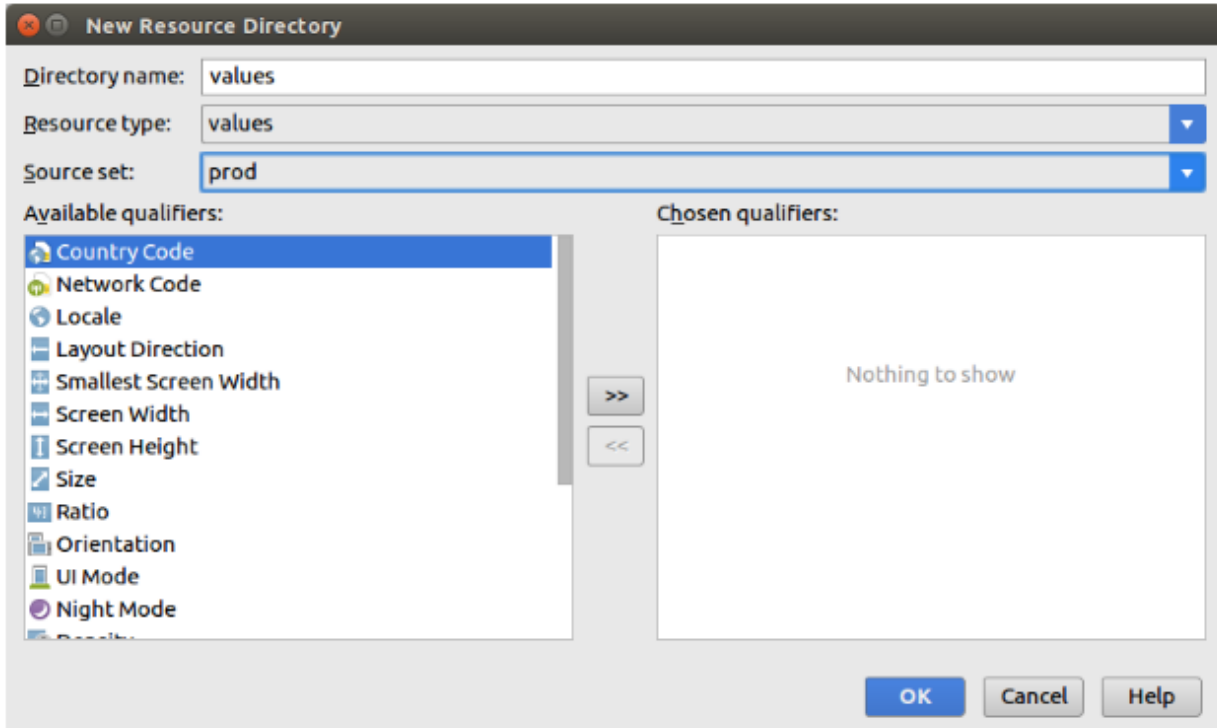 New Resource Directory
Directory name: values
Resource type: values
Source set: prod
Available qualifiers:
Chosen qualifiers:
Country Code
Network Code
Locale
Layout Direction
Smallest Screen Width
Screen Width
Screen Height
Size
Ratio
Orientation
UI Mode
Night Mode
>>
<<
Nothing to show
OK
Cancel
Help